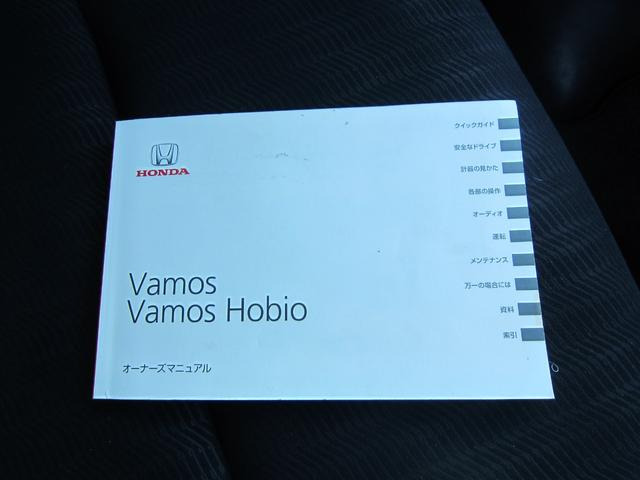 HONDA
Vamos
Vamos Hobio
オーナーズマニュアル
クイックガイド
安全なドライブ
計器の見かた
各部の操作
オーディオ
運転
メンテナンス
万一の場合には
資料
索引